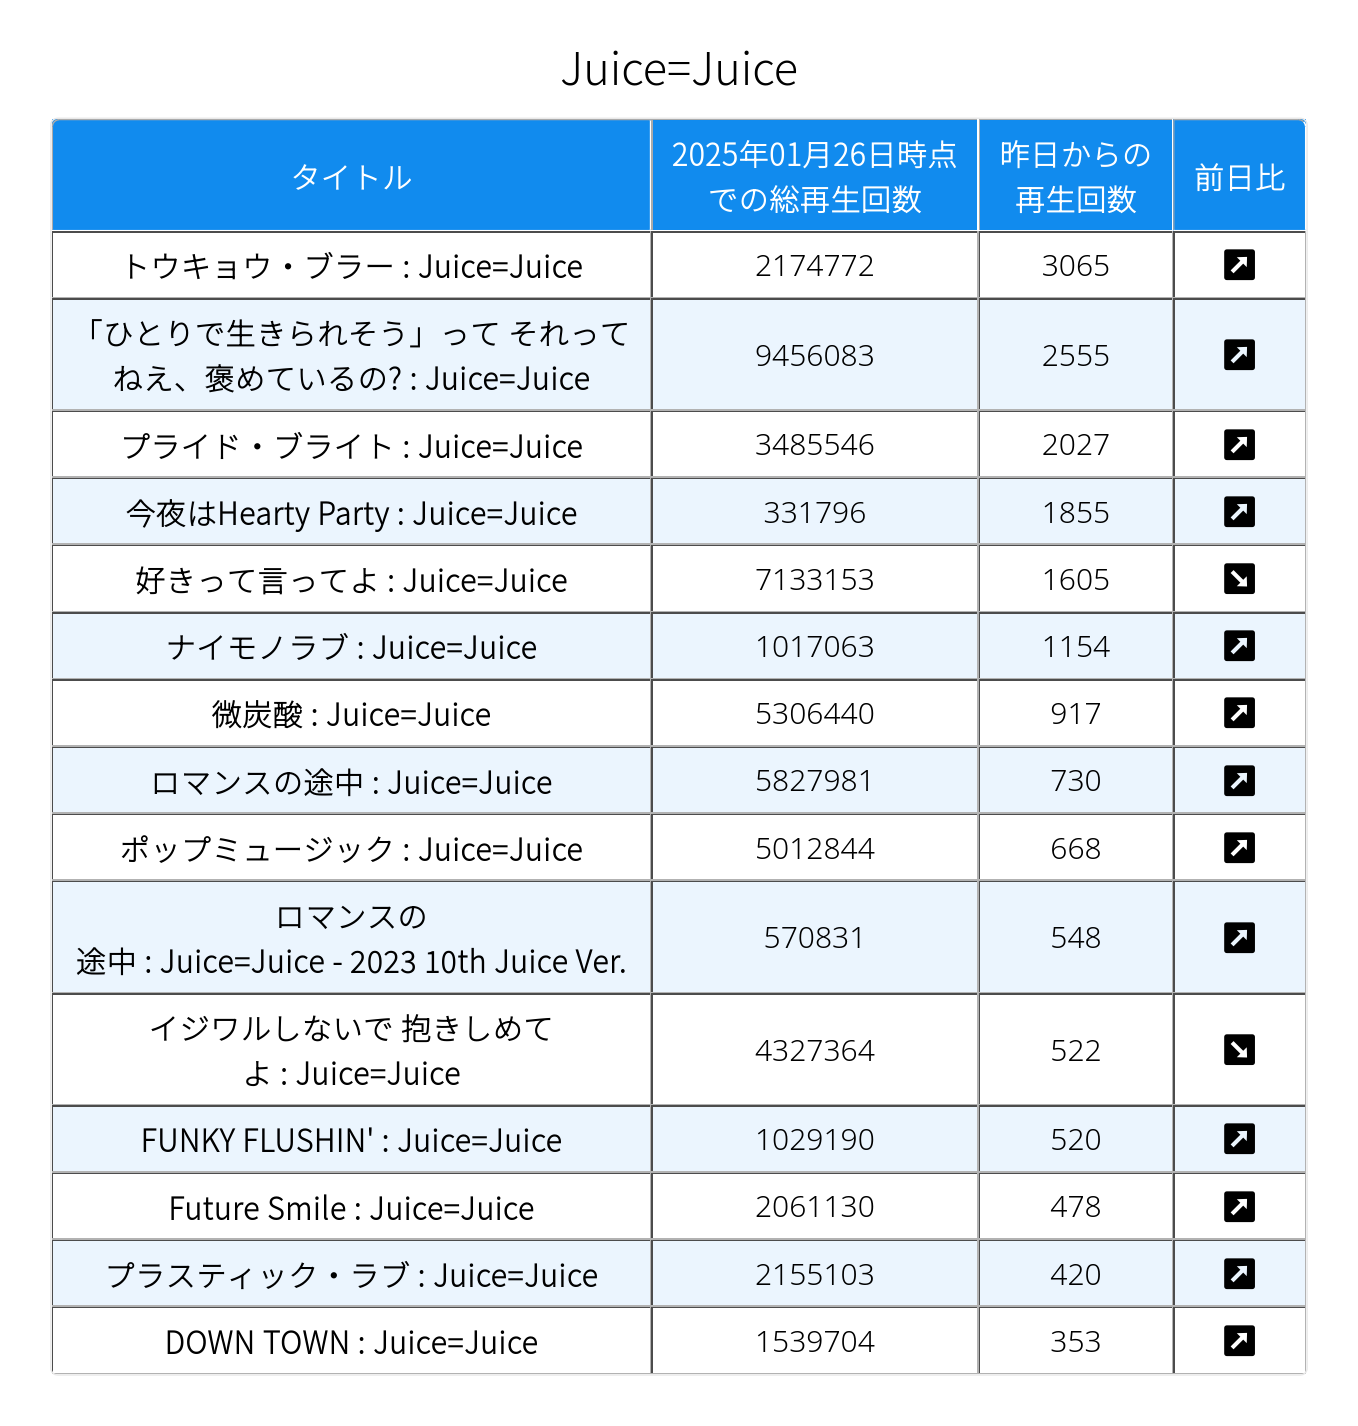 Juice=Juice
タイトル
2025年01月26日時点
での総再生回数
昨日からの
再生回数
前日比
トウキョウ・ブラー : Juice=Juice 2174772 3065 ↗
「ひとりで生きられそう」って それって
ねえ、褒めているの? : Juice=Juice 9456083 2555 ↗
プライド・ブライト : Juice=Juice 3485546 2027 ↗
今夜はHearty Party : Juice=Juice 331796 1855 ↗
好きって言ってよ : Juice=Juice 7133153 1605 ↘
ナイモノラブ : Juice=Juice 1017063 1154 ↗
微炭酸 : Juice=Juice 5306440 917 ↗
ロマンスの途中 : Juice=Juice 5827981 730 ↗
ポップミュージック : Juice=Juice 5012844 668 ↗
ロマンスの
途中 : Juice=Juice - 2023 10th Juice Ver. 570831 548 ↗
イジワルしないで 抱きしめて
よ : Juice=Juice 4327364 522 ↘
FUNKY FLUSHIN' : Juice=Juice 1029190 520 ↗
Future Smile : Juice=Juice 2061130 478 ↗
プラスティック・ラブ : Juice=Juice 2155103 420 ↗
DOWN TOWN : Juice=Juice 1539704 353 ↗